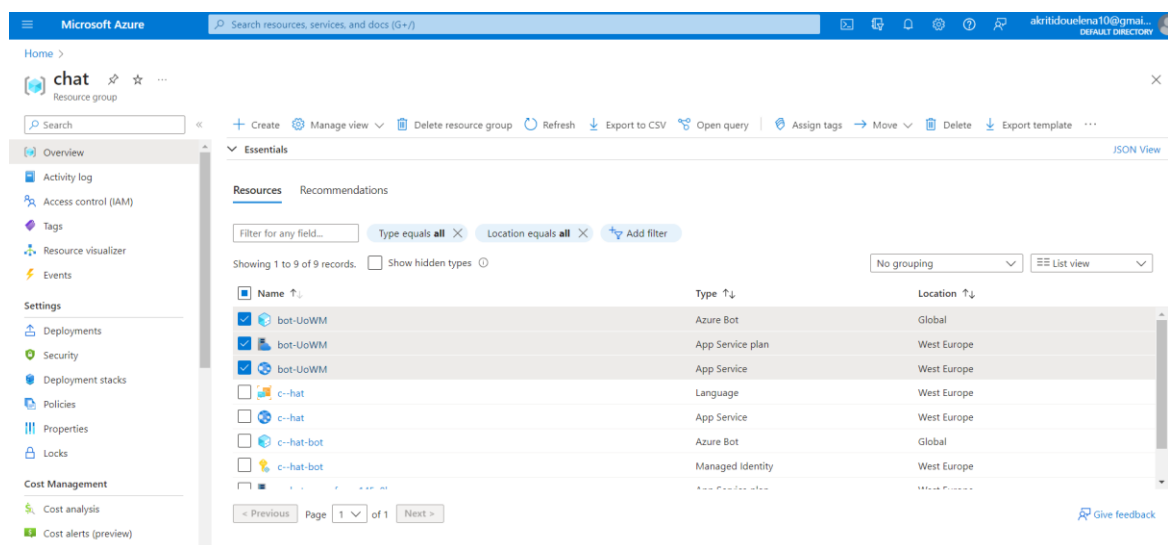 Microsoft Azure
Search resources, services, and docs (G+/)
akritidouelena10@gmai...
DEFAULT DIRECTORY
Home >
chat
Resource group
Search
«
Create
Manage view
Delete resource group
Refresh
Export to CSV
Open query
Assign tags
Move
Delete
Export template
...
Overview
Activity log
Access control (IAM)
Tags
Resource visualizer
Events
Settings
Deployments
Security
Deployment stacks
Policies
Properties
Locks
Cost Management
Cost analysis
Cost alerts (preview)
Essentials
JSON View
Resources Recommendations
Filter for any field...
Type equals all
Location equals all
Add filter
Showing 1 to 9 of 9 records.
Show hidden types
No grouping
List view
Name Type Location
bot-UoWM Azure Bot Global
bot-UoWM App Service plan West Europe
bot-UoWM App Service West Europe
c--hat Language West Europe
c--hat App Service West Europe
c--hat-bot Azure Bot Global
c--hat-bot Managed Identity West Europe
App Service plan West Europe
< Previous Page 1 of 1 Next >
Give feedback